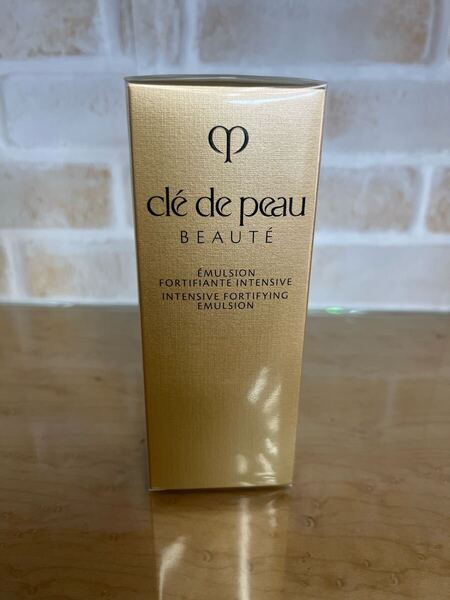 clé de peau
BEAUTÉ
ÉMULSION
FORTIFIANTE INTENSIVE
INTENSIVE FORTIFYING
EMULSION